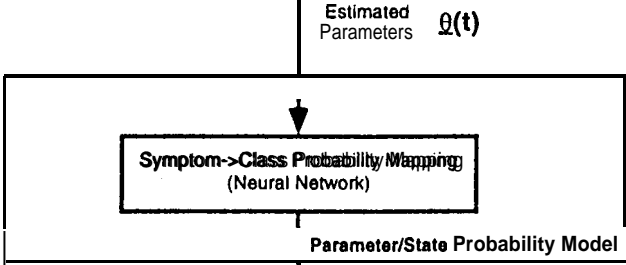 Estimated
Parameters θ(t)
Symptom->Class Probability Mapping
(Neural Network)
Parameter/State Probability Model